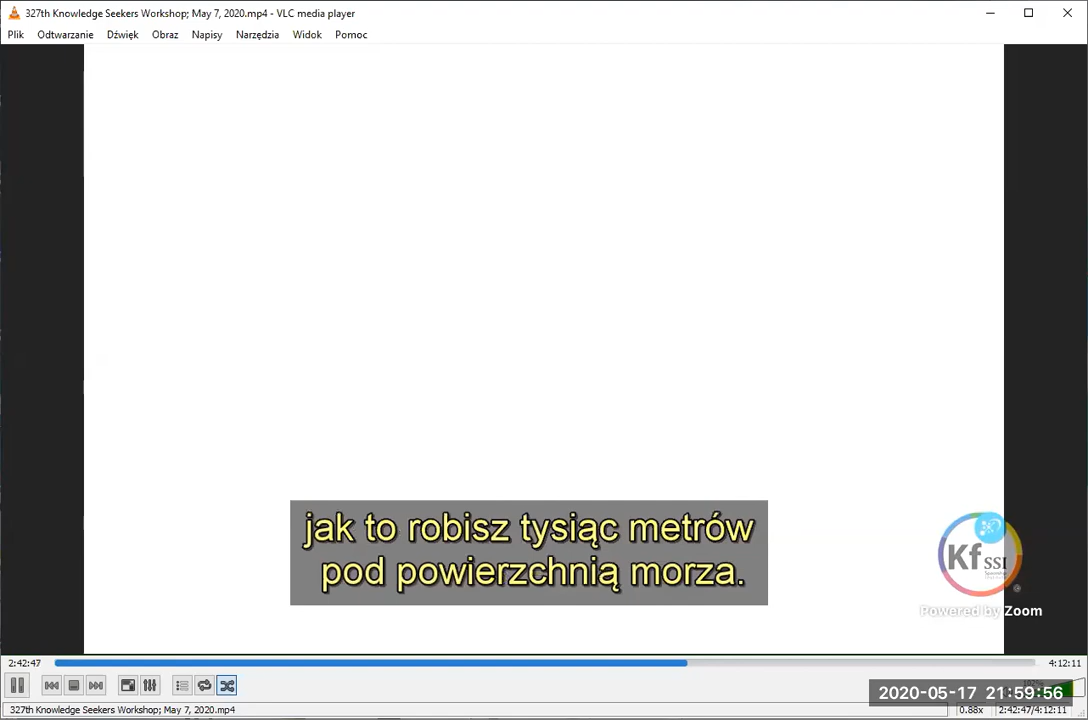 327th Knowledge Seekers Workshop; May 7, 2020.mp4 - VLC media player
Plik Odtwarzanie Dźwięk Obraz Napisy Narzędzia Widok Pomoc
jak to robisz tysiąc metrów
pod powierzchnią morza.
Kf SSI
Powered by Zoom
2:42:47 4:12:11
102%
2020-05-17 21:59:56
327th Knowledge Seekers Workshop; May 7, 2020.mp4 0.88x 2:42:47/4:12:11